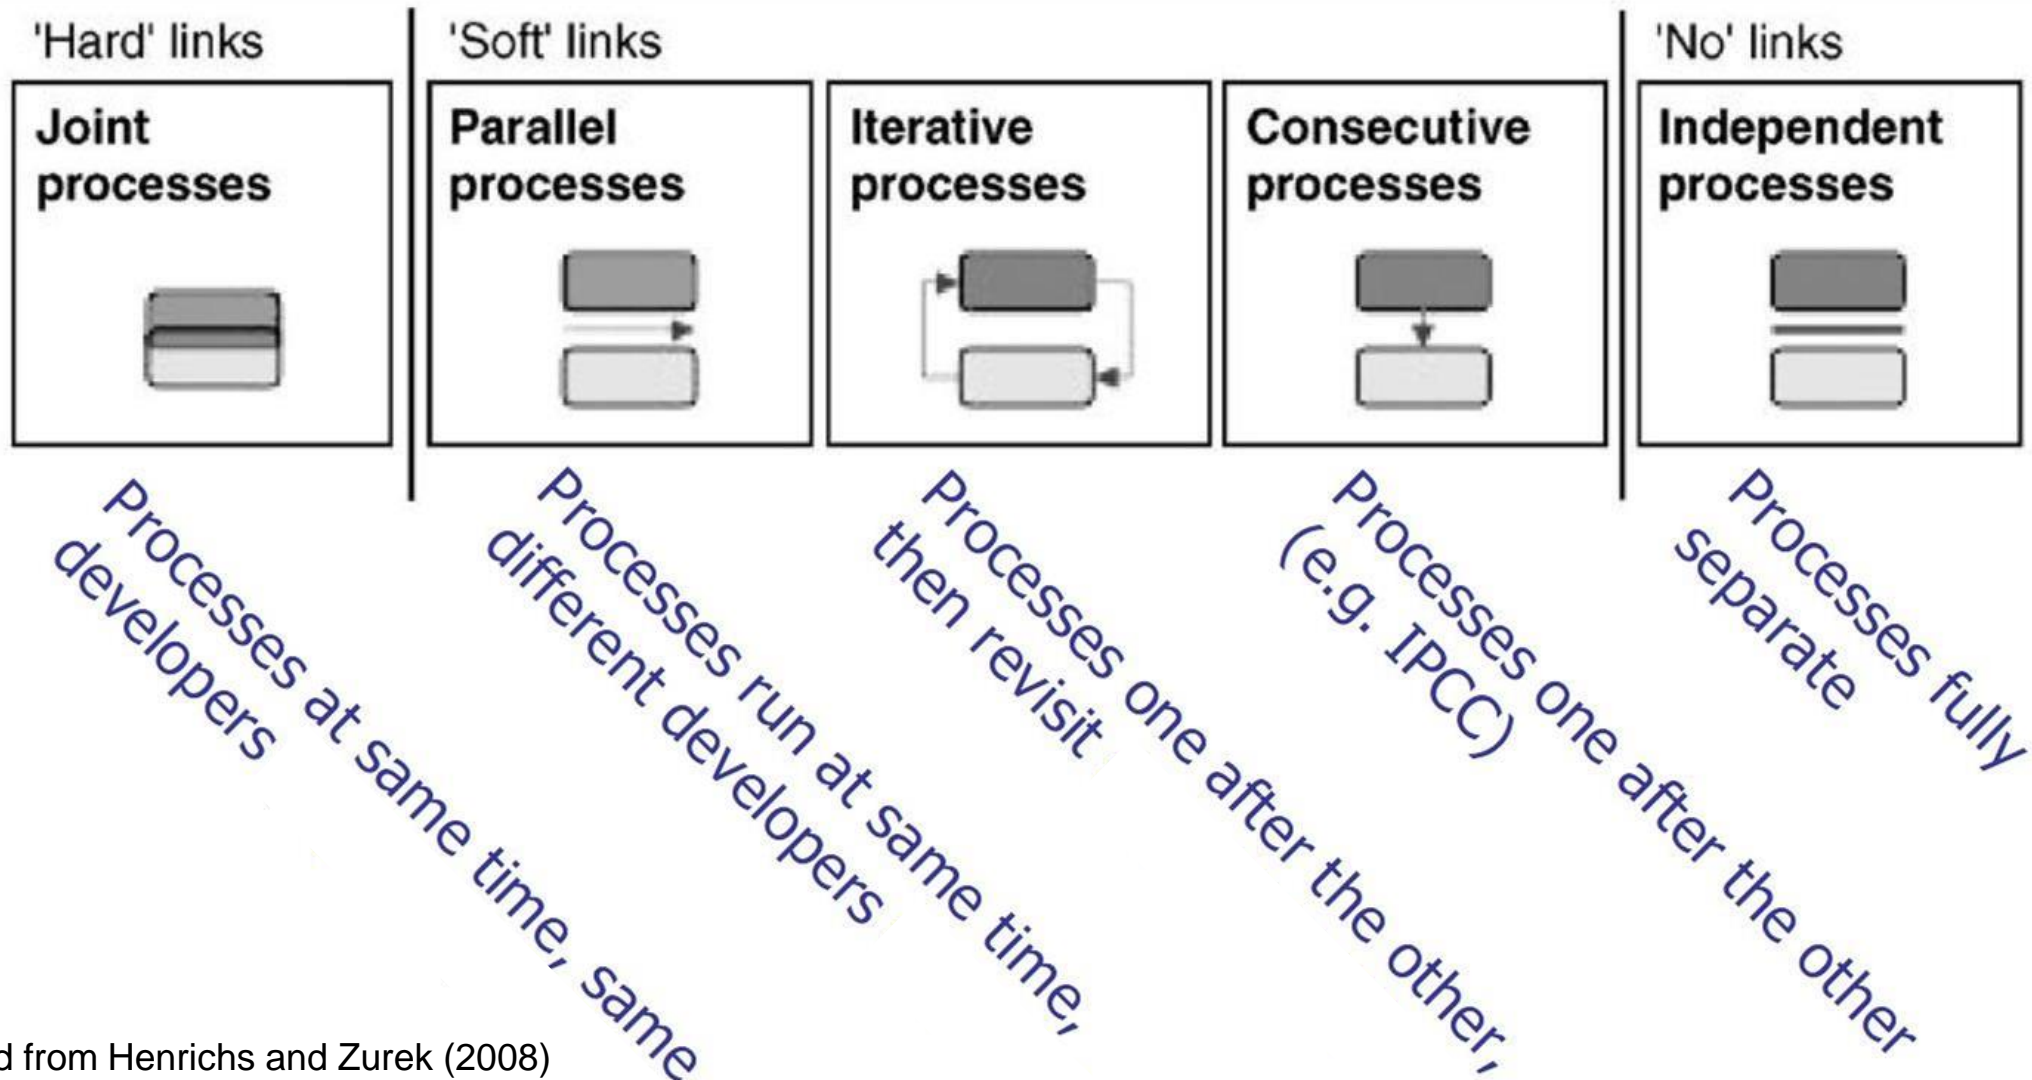 'Hard' links
'Soft' links
'No' links
Joint
processes
Parallel
processes
Iterative
processes
Consecutive
processes
Independent
processes
Processes at same time, same
developers
Processes run at same time,
different developers
Processes one after the other,
then revisit
Processes one after the other
(e.g. IPCC)
Processes fully
separate
d from Henrichs and Zurek (2008)